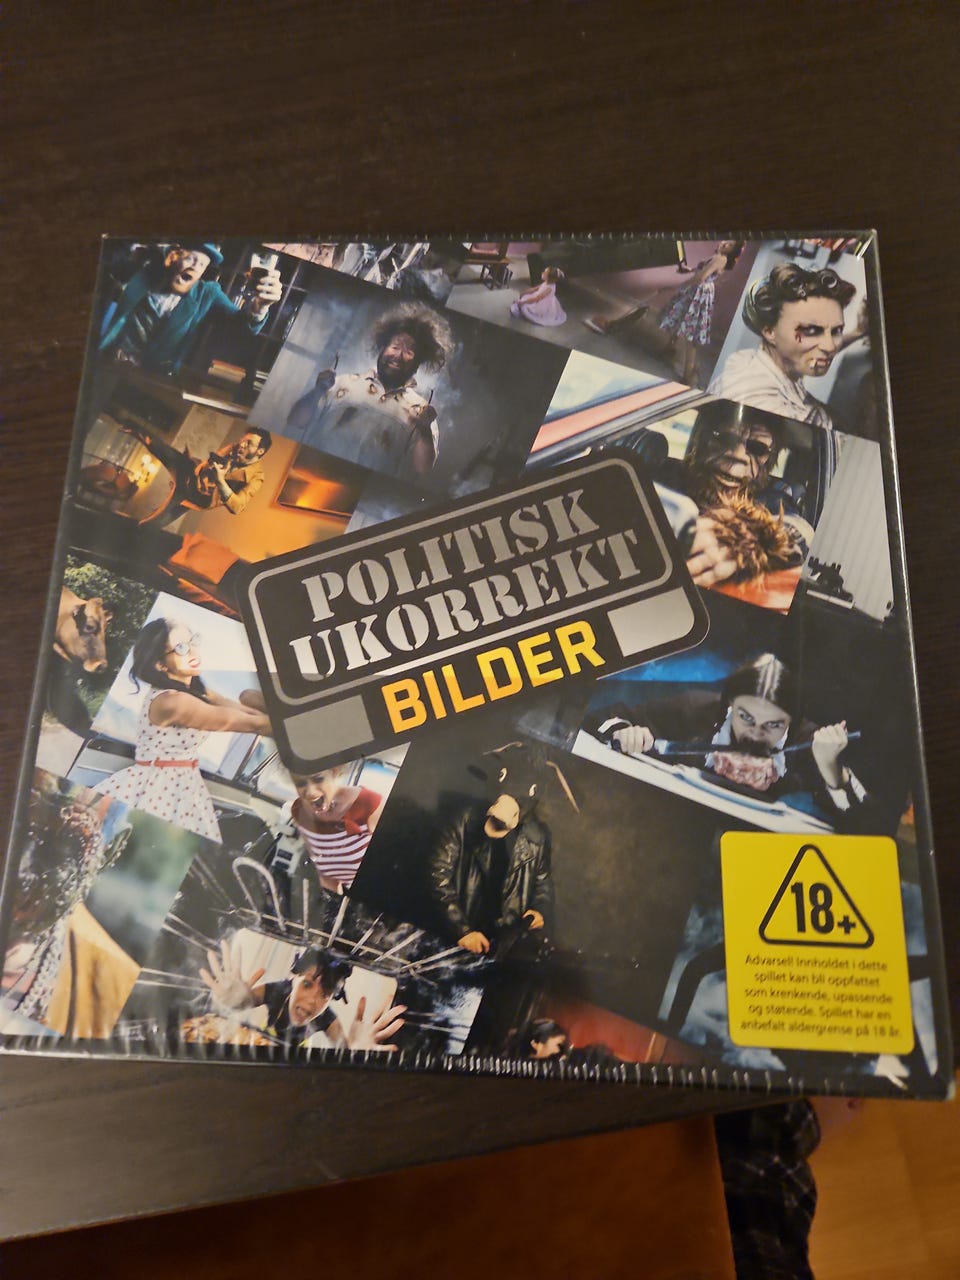 POLITISK
UKORREKT
BILDER
18+
Advarsel! Innholdet i dette
spillet kan bli oppfattet
som krenkende, upassende
og støtende. Spillet har en
anbefalt aldergrense på 18 år.